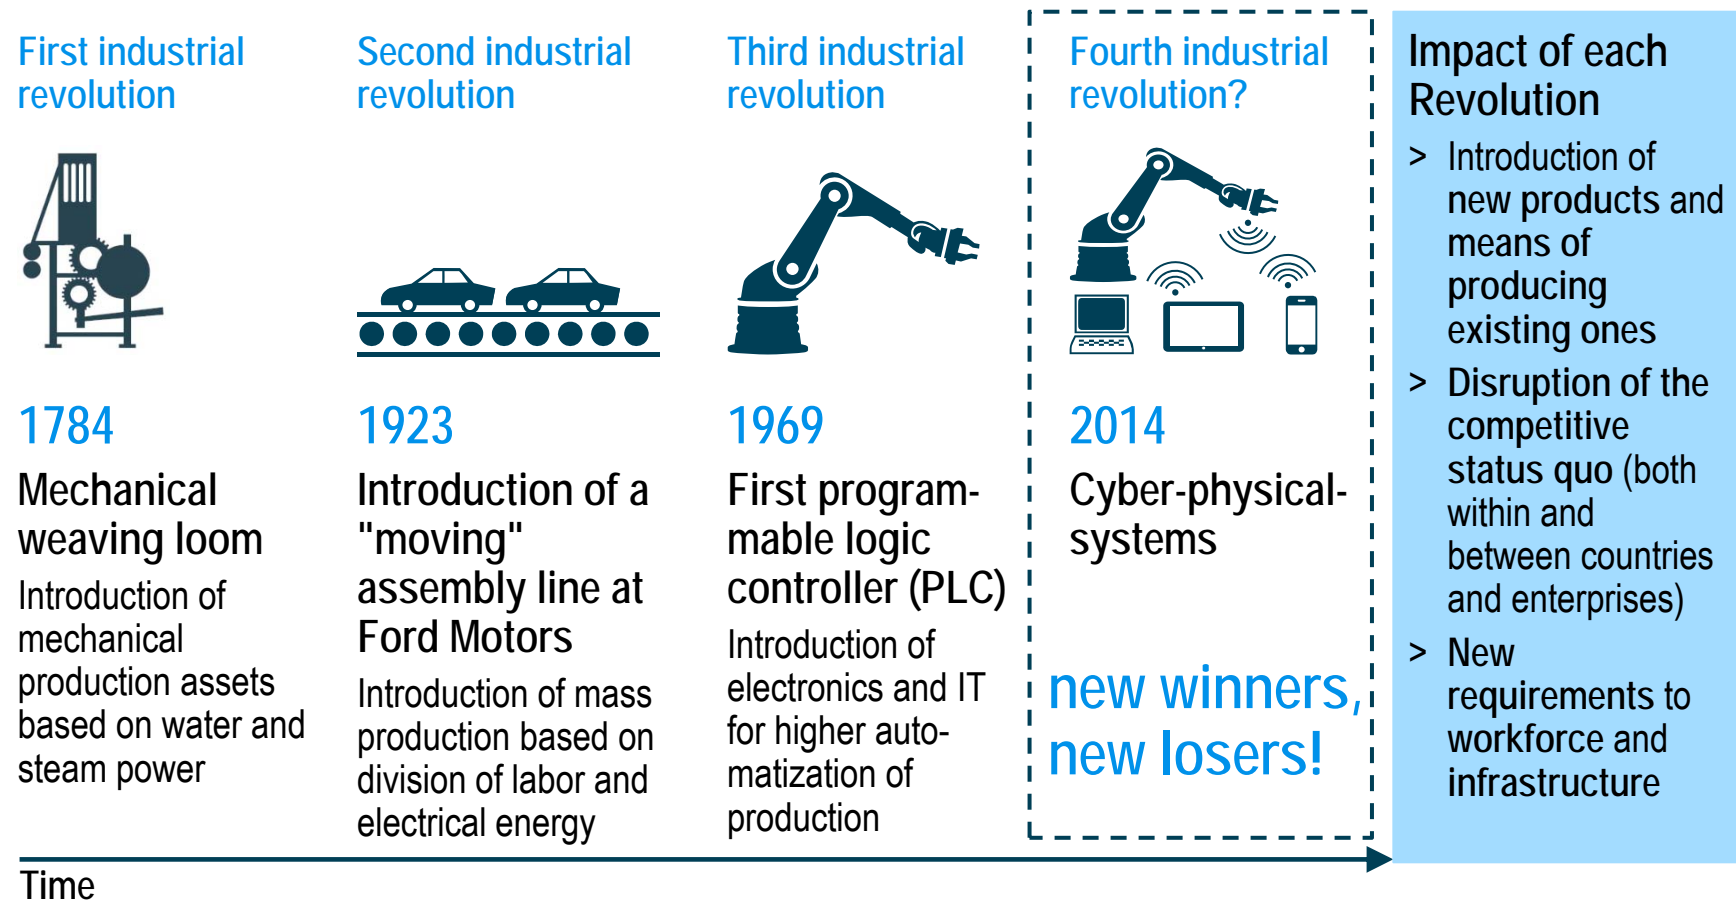 First industrial
revolution
1784
Mechanical
weaving loom
Introduction of
mechanical
production assets
based on water and
steam power
Second industrial
revolution
1923
Introduction of a
"moving"
assembly line at
Ford Motors
Introduction of mass
production based on
division of labor and
electrical energy
Third industrial
revolution
1969
First program-
mable logic
controller (PLC)
Introduction of
electronics and IT
for higher auto-
matization of
production
Fourth industrial
revolution?
2014
Cyber-physical-
systems
new winners,
new losers!
Impact of each
Revolution
> Introduction of
new products and
means of
producing
existing ones
> Disruption of the
competitive
status quo (both
within and
between countries
and enterprises)
> New
requirements to
workforce and
infrastructure
Time